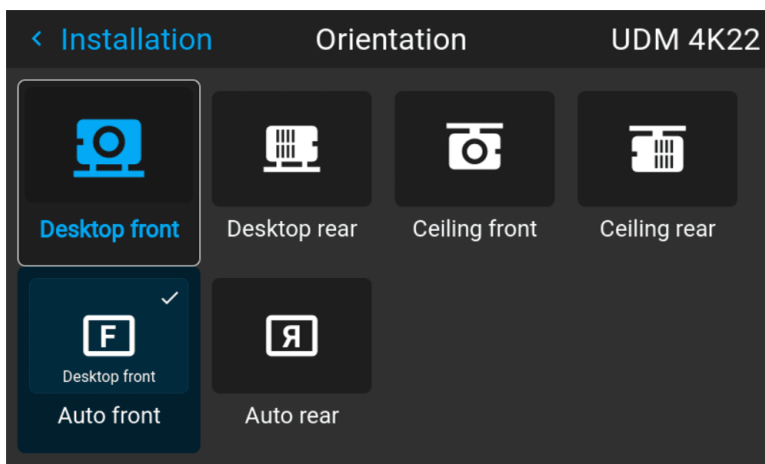 Installation Orientation UDM 4K22
Desktop front Desktop rear Ceiling front Ceiling rear
F Я
Desktop front
Auto front Auto rear